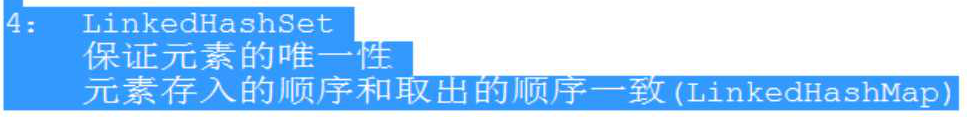 4： LinkedHashSet
保证元素的唯一性
元素存入的顺序和取出的顺序一致(LinkedHashMap)